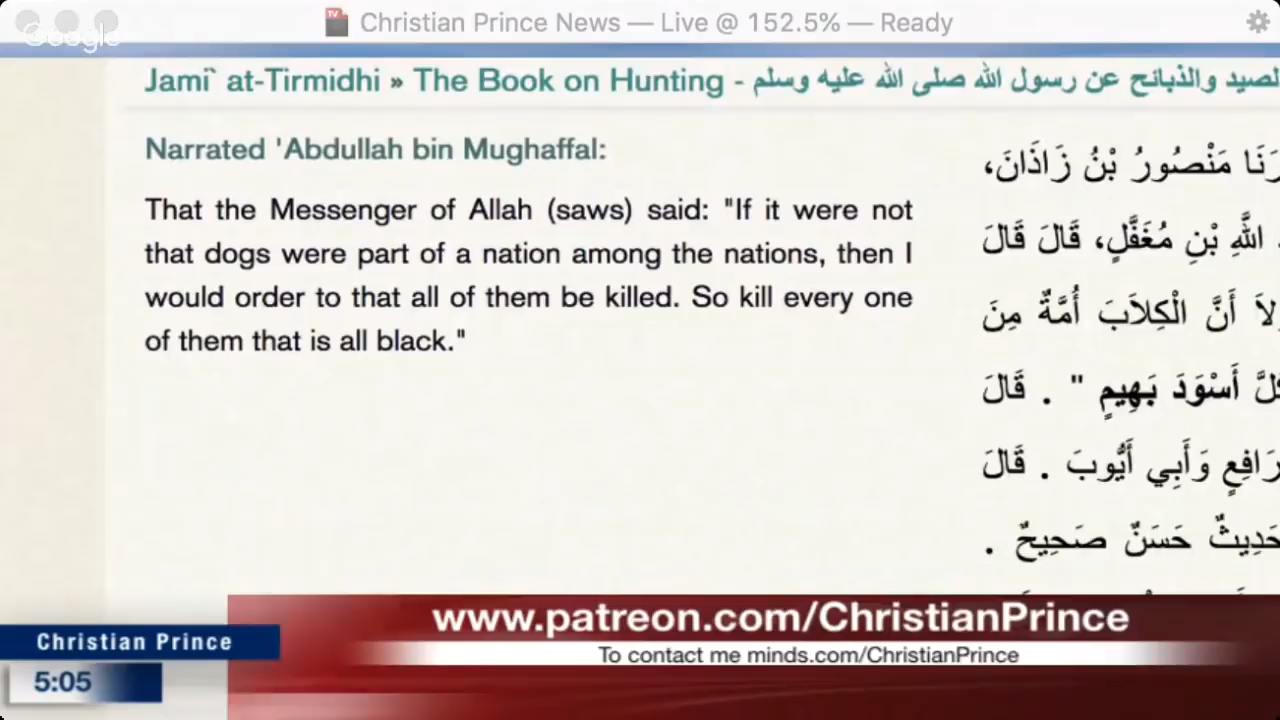 Christian Prince News — Live @ 152.5% — Ready
Google
Jami` at-Tirmidhi » The Book on Hunting - الصيد والذبائح عن رسول الله صلى الله عليه وسلم
Narrated 'Abdullah bin Mughaffal:
That the Messenger of Allah (saws) said: "If it were not
that dogs were part of a nation among the nations, then I
would order to that all of them be killed. So kill every one
of them that is all black."
مَنْصُورُ بْنُ زَاذَانَ،
اللَّهِ بْنِ مُغَفَّلٍ، قَالَ قَالَ
أَنَّ الْكِلاَبَ أُمَّةٌ مِنَ
أَسْوَدَ بَهِيمٍ " . قَالَ
وَأَبِي أَيُّوبَ . قَالَ
حَسَنٌ صَحِيحٌ .
www.patreon.com/ChristianPrince
To contact me minds.com/ChristianPrince
Christian Prince
5:05